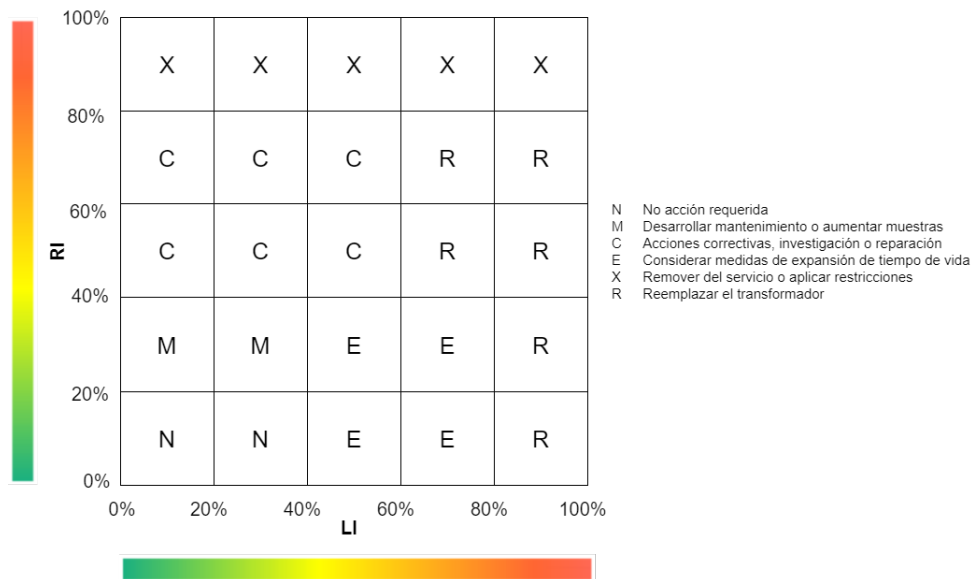 100%
X X X X X
80%
C C C R R
60%
RI
C C C R R
40%
M M E E R
20%
N N E E R
0%
0% 20% 40% 60% 80% 100%
LI
N No acción requerida
M Desarrollar mantenimiento o aumentar muestras
C Acciones correctivas, investigación o reparación
E Considerar medidas de expansión de tiempo de vida
X Remover del servicio o aplicar restricciones
R Reemplazar el transformador